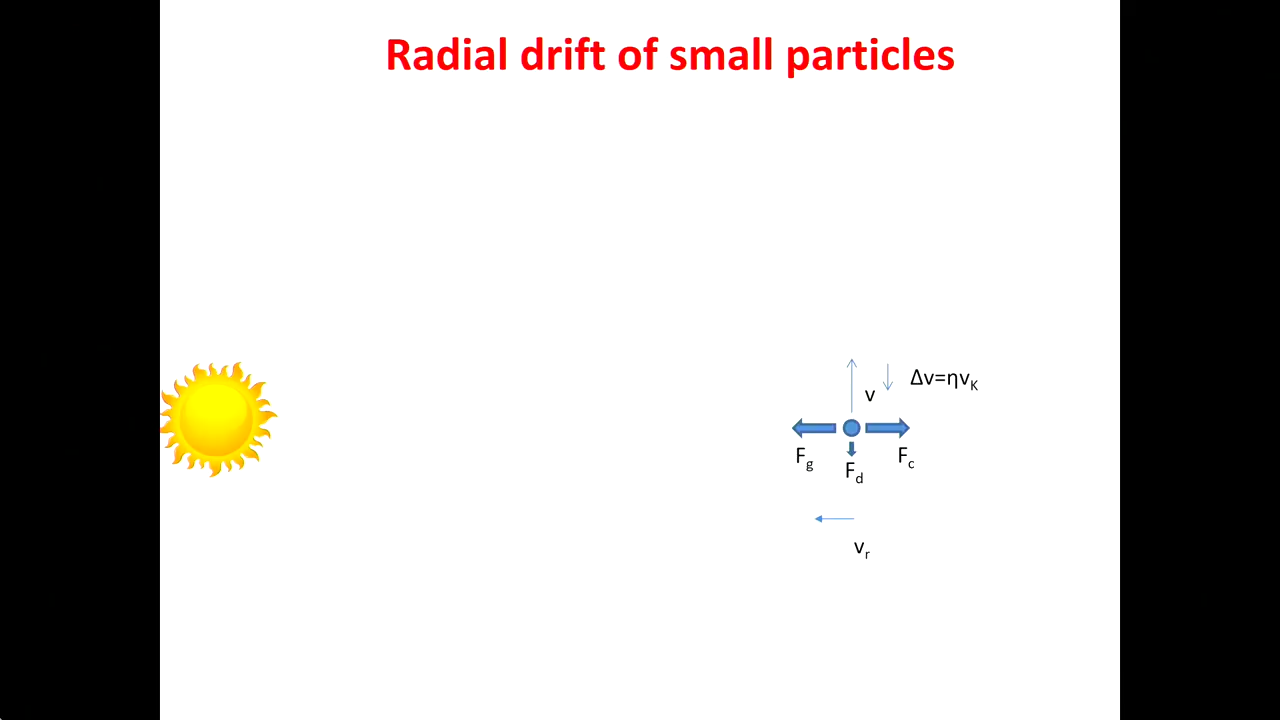 Radial drift of small particles
Δv=ηvK
v
Fg
Fc
Fd
vr